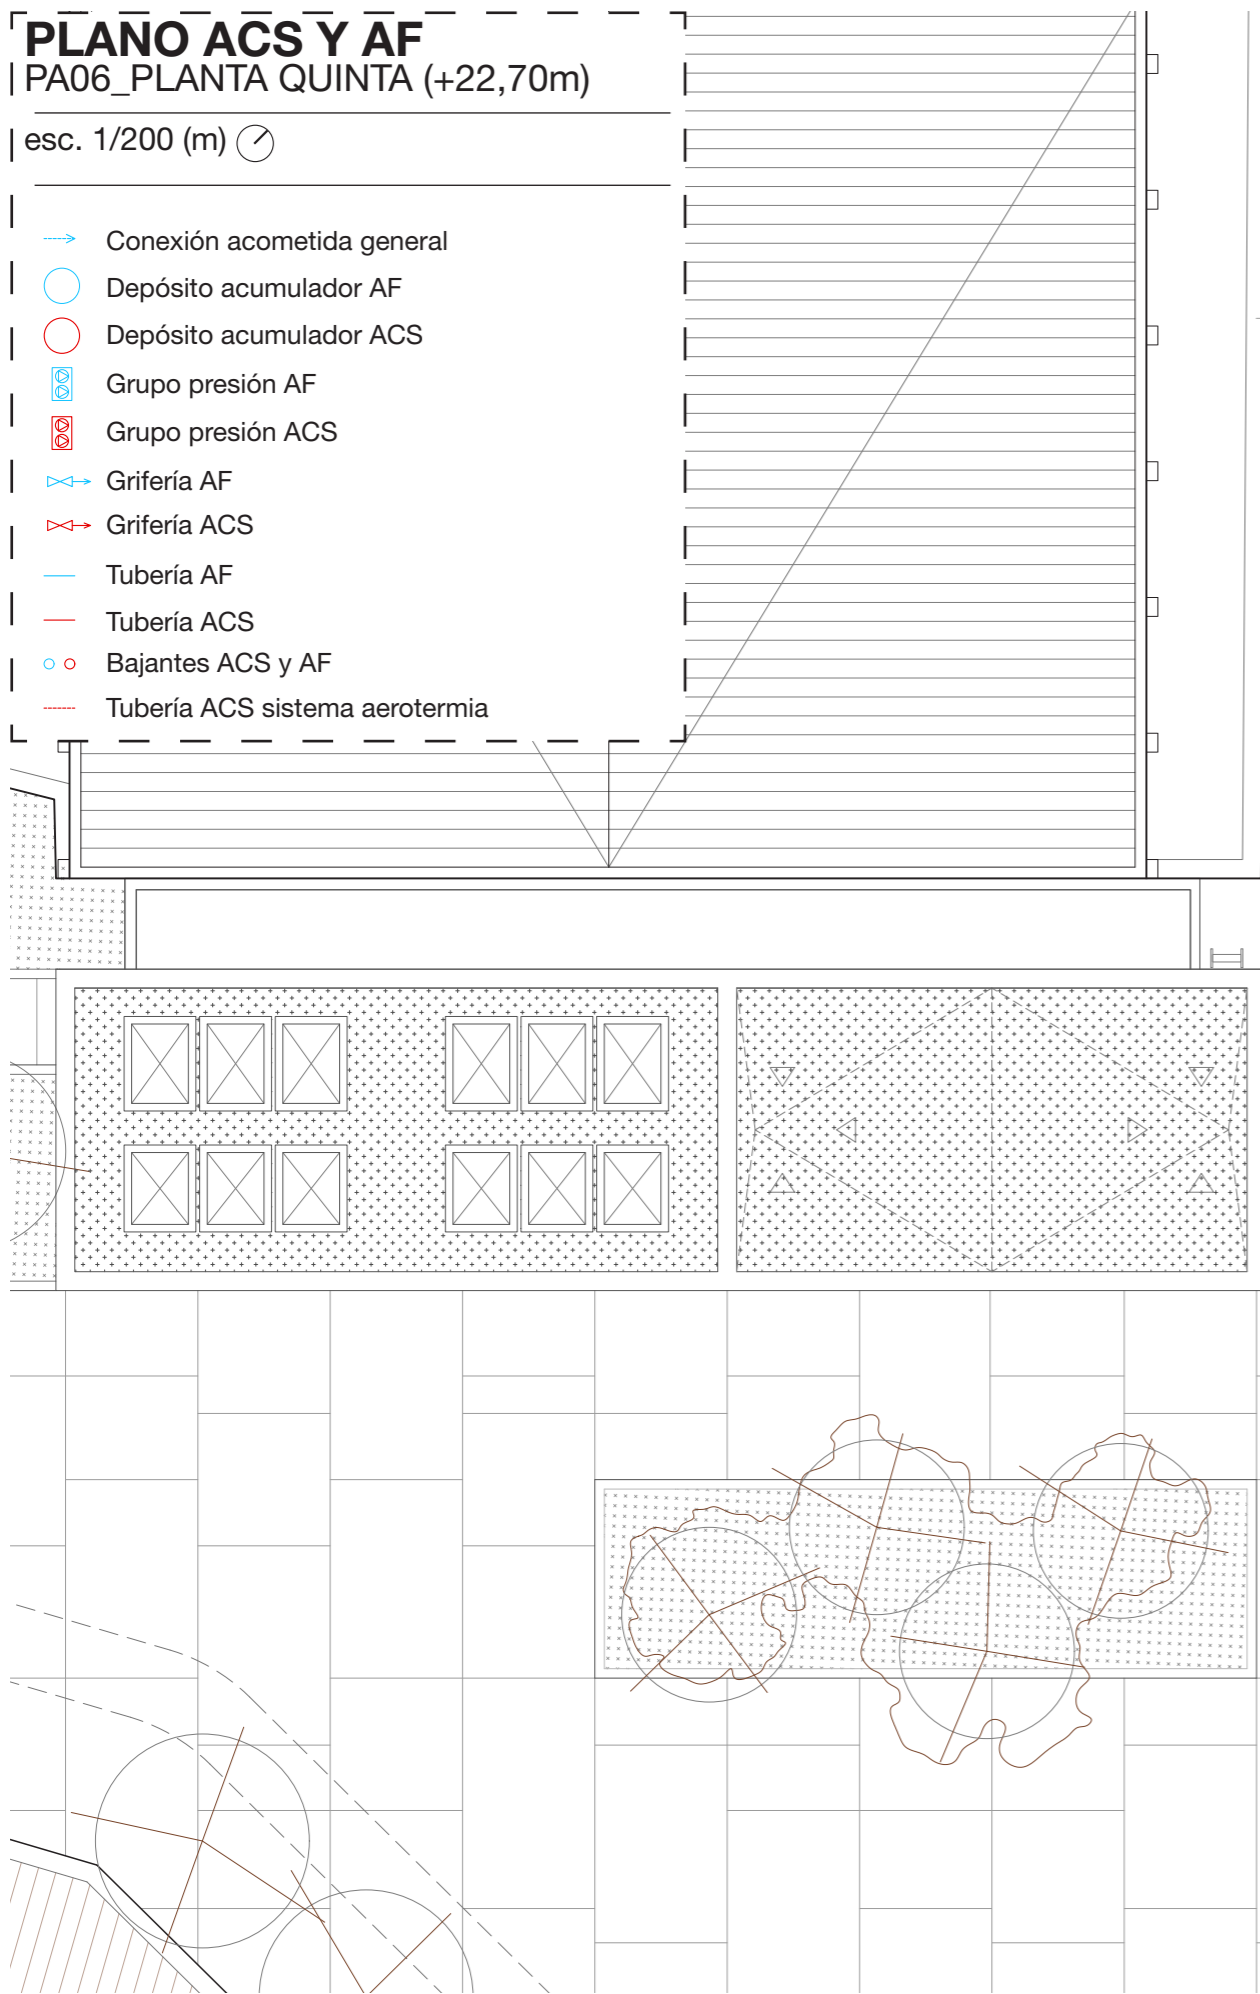 PLANO ACS Y AF
PA06_PLANTA QUINTA (+22,70m)
esc. 1/200 (m)
Conexión acometida general
Depósito acumulador AF
Depósito acumulador ACS
Grupo presión AF
Grupo presión ACS
Grifería AF
Grifería ACS
Tubería AF
Tubería ACS
Bajantes ACS y AF
Tubería ACS sistema aerotermia